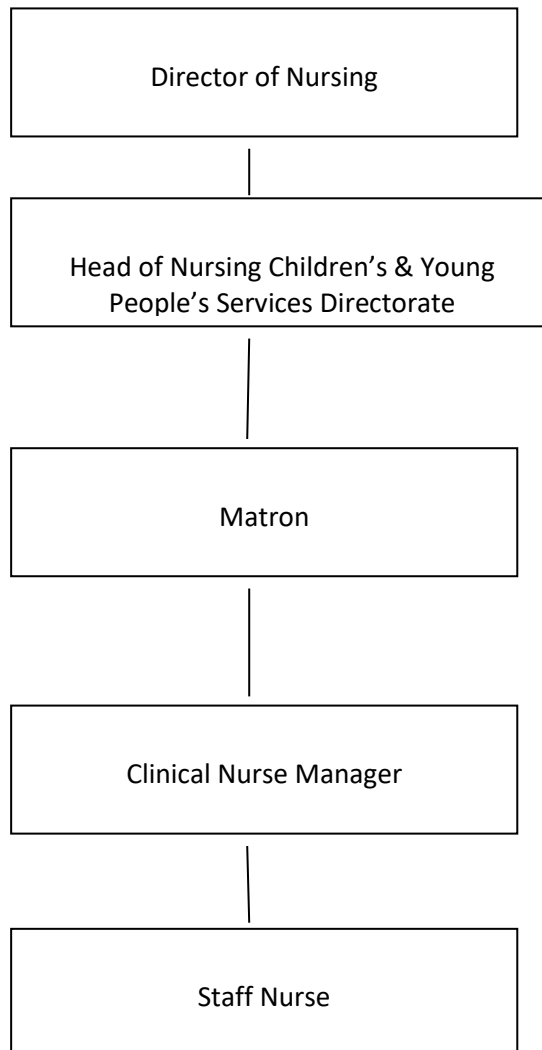 Director of Nursing
Head of Nursing Children’s & Young
People’s Services Directorate
Matron
Clinical Nurse Manager
Staff Nurse